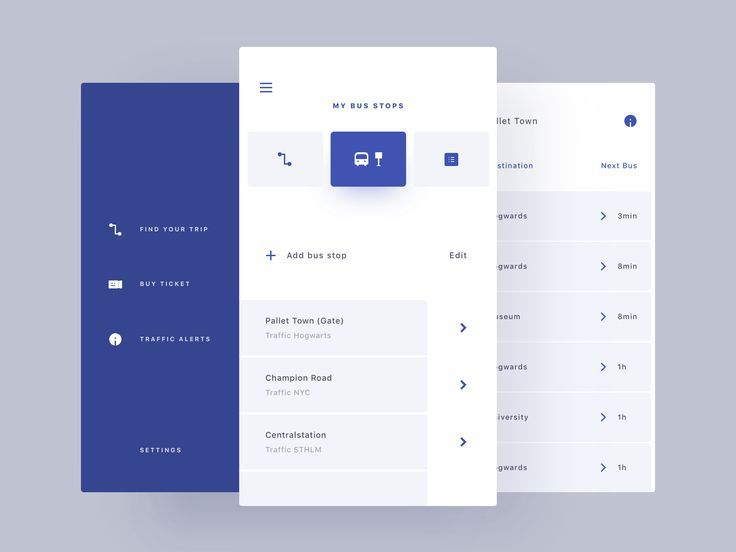 FIND YOUR TRIP
BUY TICKET
TRAFFIC ALERTS
SETTINGS
MY BUS STOPS
Add bus stop Edit
Pallet Town (Gate)
Traffic Hogwarts
Champion Road
Traffic NYC
Centralstation
Traffic STHLM
llet Town
stination Next Bus
gwards 3min
gwards 8min
useum 8min
gwards 1h
iversity 1h
gwards 1h